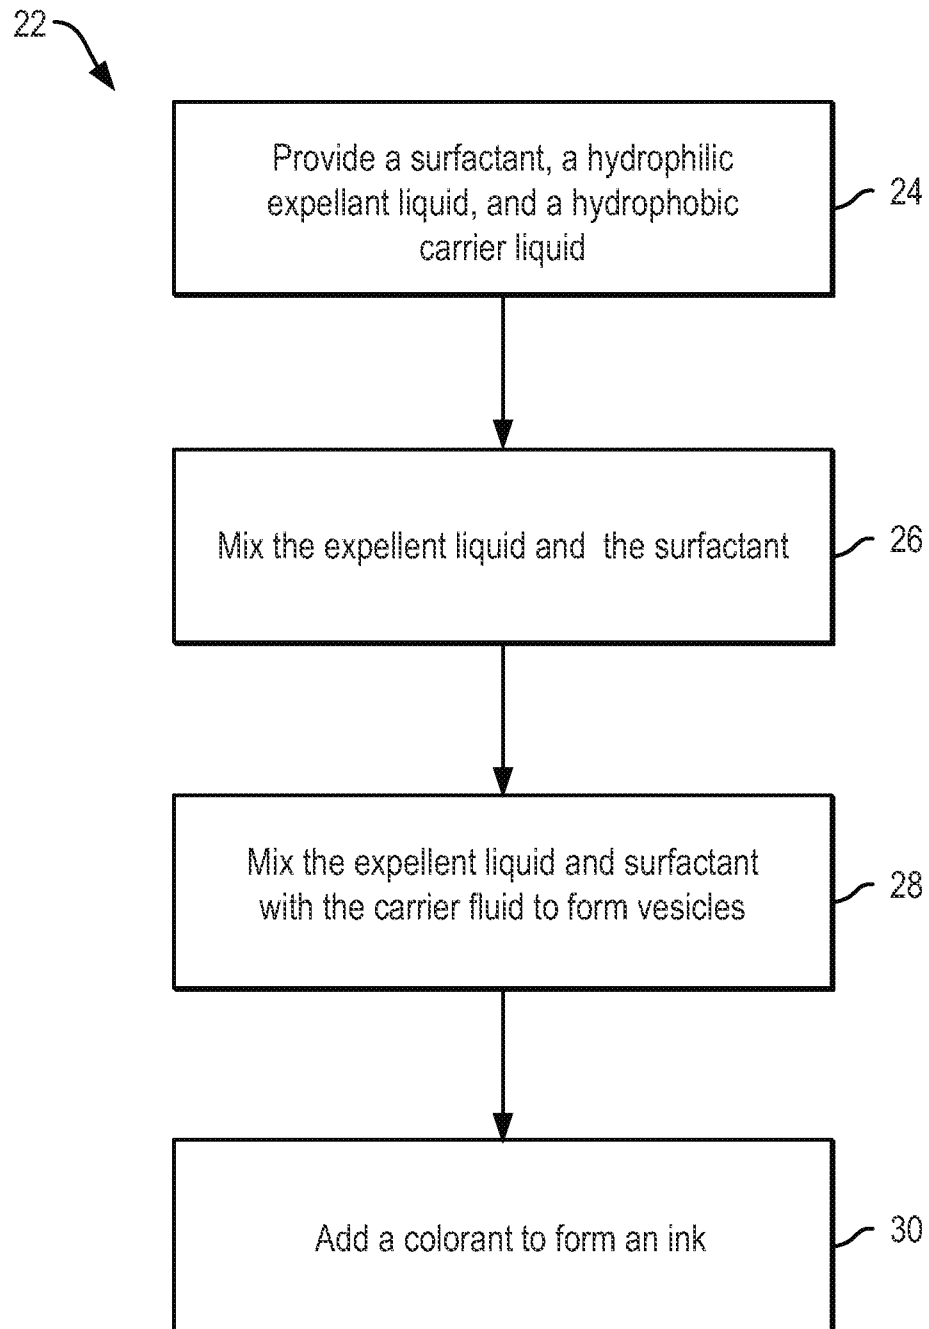 22
Provide a surfactant, a hydrophilic
expellant liquid, and a hydrophobic
carrier liquid
24
Mix the expellent liquid and the surfactant
26
Mix the expellent liquid and surfactant
with the carrier fluid to form vesicles
28
Add a colorant to form an ink
30